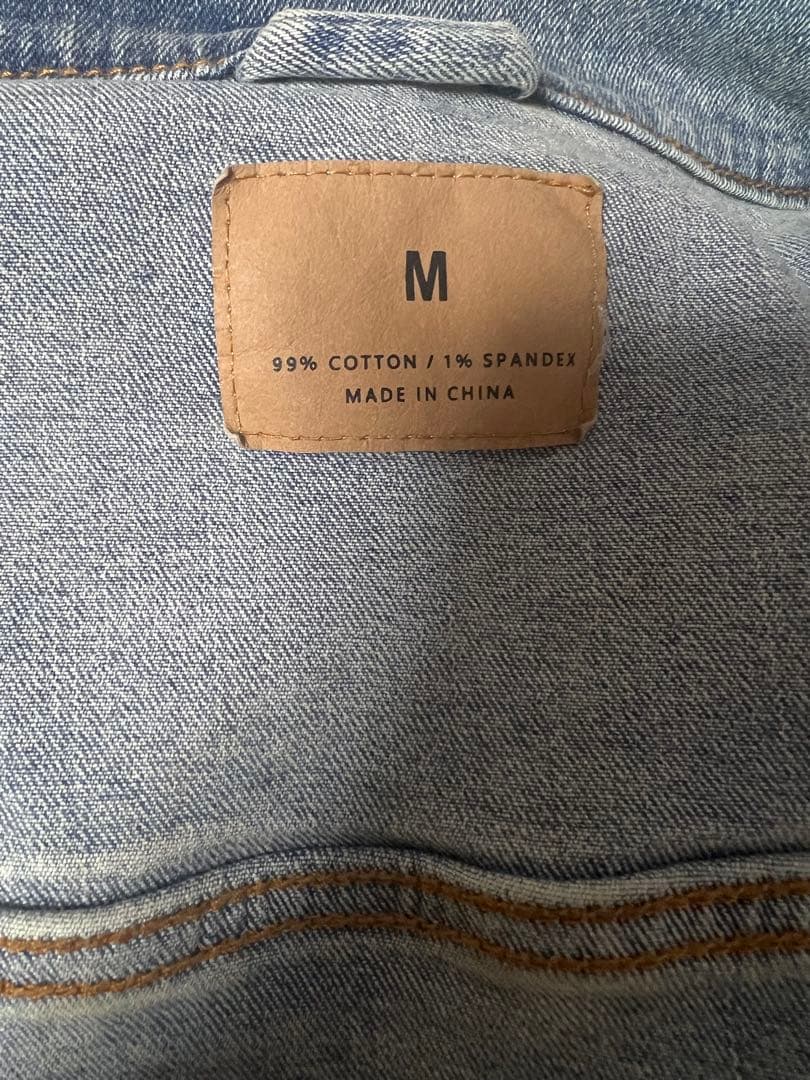 M
99% COTTON / 1% SPANDEX
MADE IN CHINA